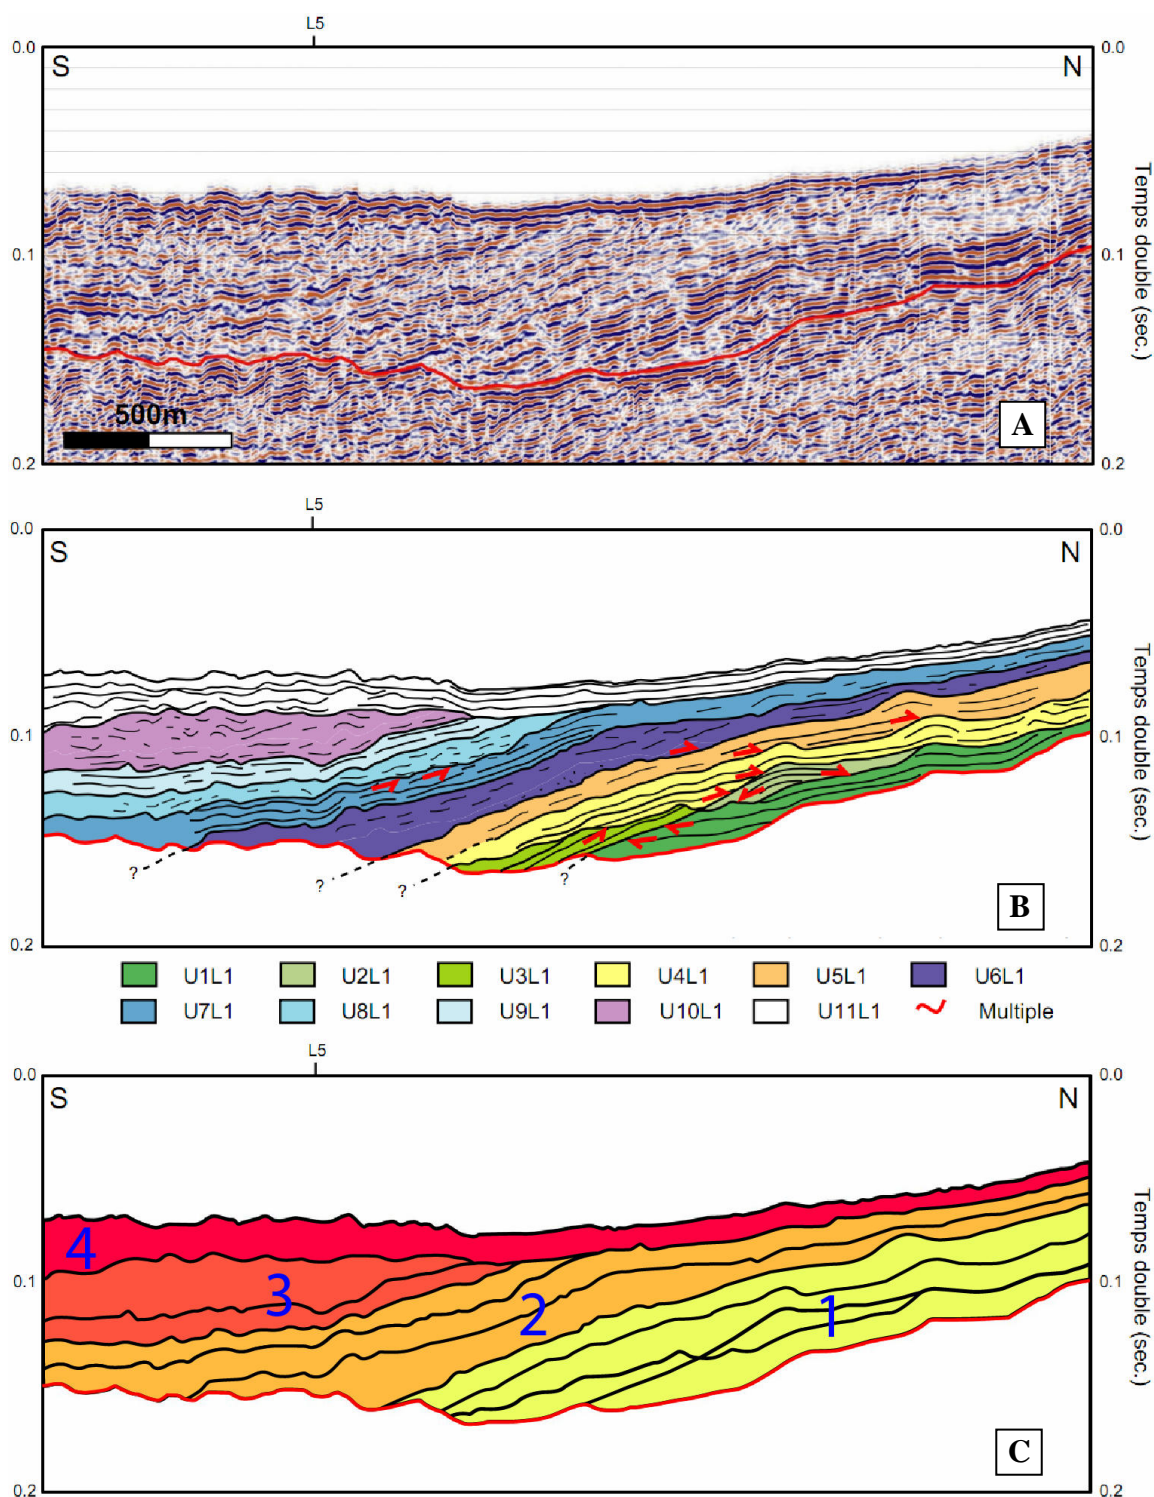 L5
0.0 0.0
S N
0.1 0.1
Temps double (sec.)
500m
A
0.2 0.2
L5
0.0 0.0
S N
0.1 0.1
Temps double (sec.)
? ? ? ?
B
0.2 0.2
U1L1 U2L1 U3L1 U4L1 U5L1 U6L1
U7L1 U8L1 U9L1 U10L1 U11L1 Multiple
L5
0.0 0.0
S N
4
0.1 0.1
3 2 1
Temps double (sec.)
C
0.2 0.2